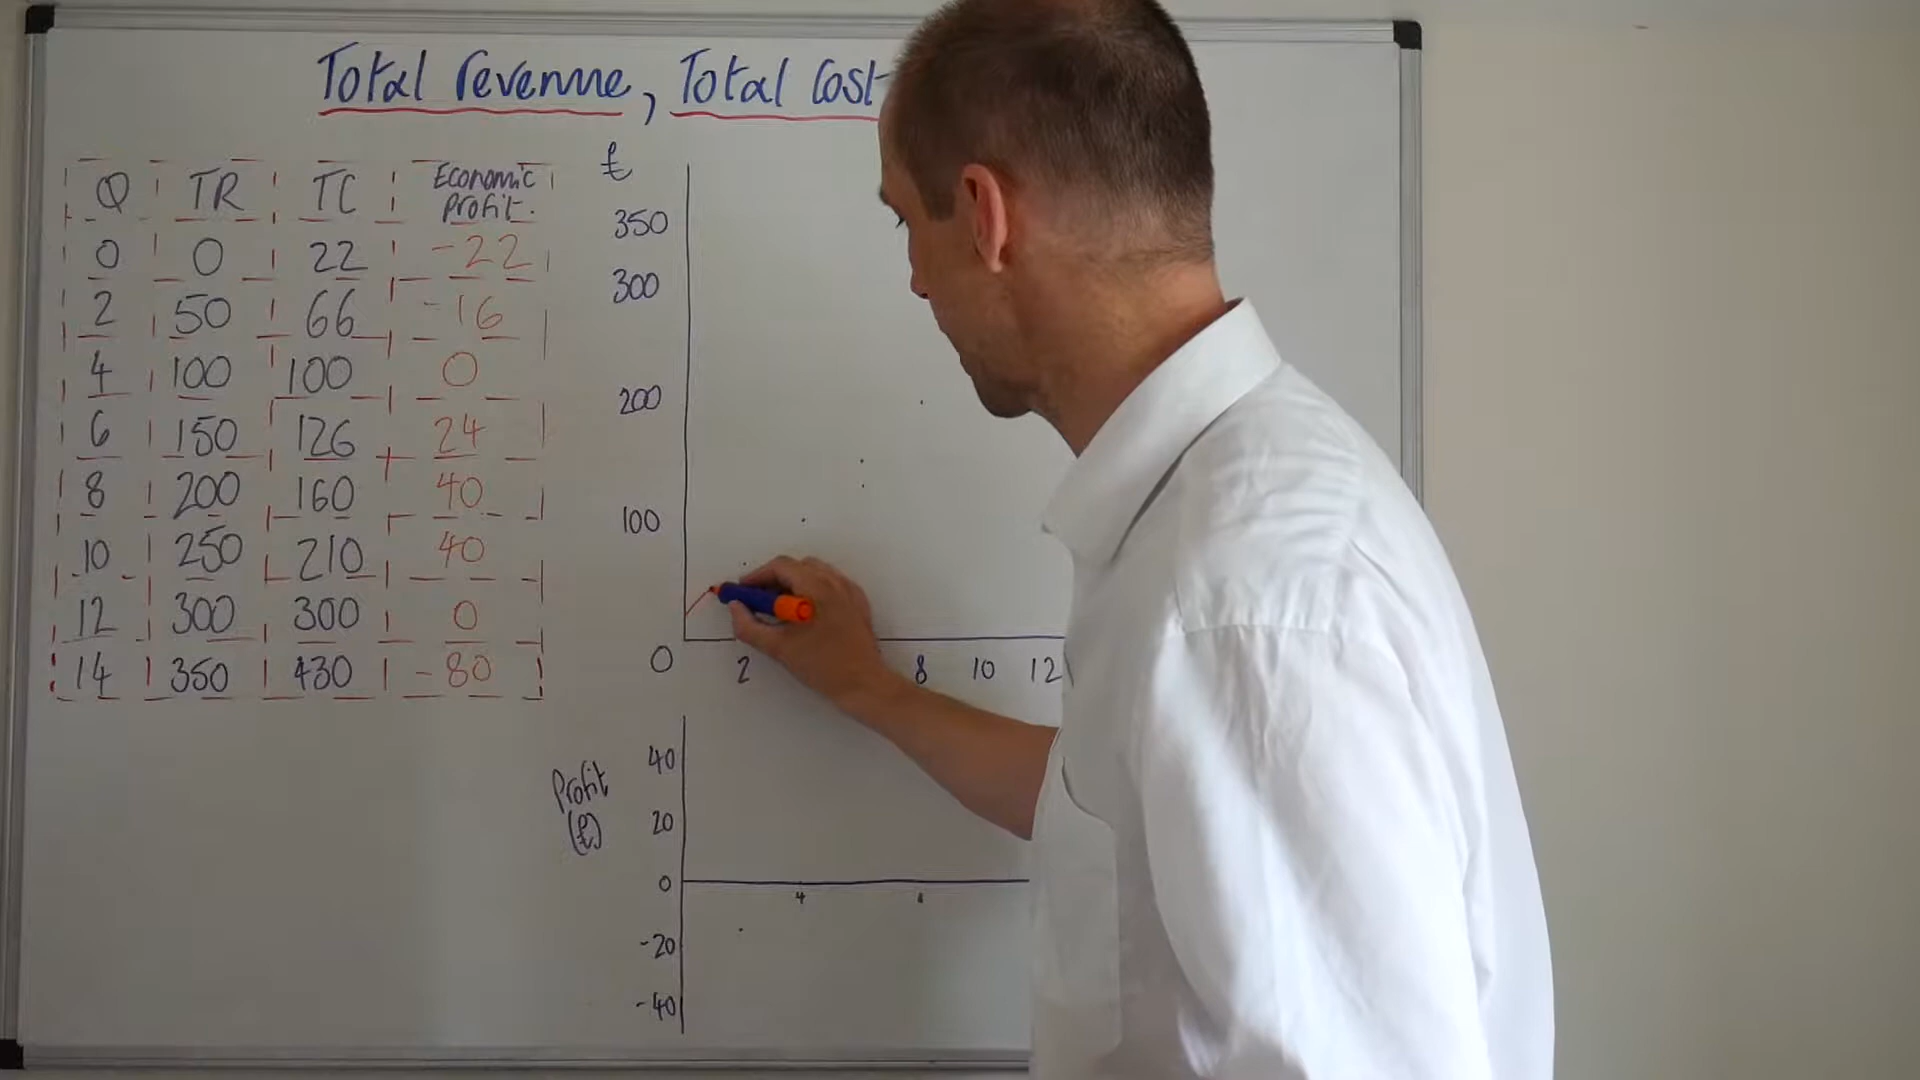 Total revenue, Total Cost
Q TR TC Economic Profit.
0 0 22 -22
2 50 66 -16
4 100 100 0
6 150 126 24
8 200 160 40
10 250 210 40
12 300 300 0
14 350 430 -80
£
350
300
200
100
0 2 8 10 12
Profit
(£)
40
20
0
4
-20
-40